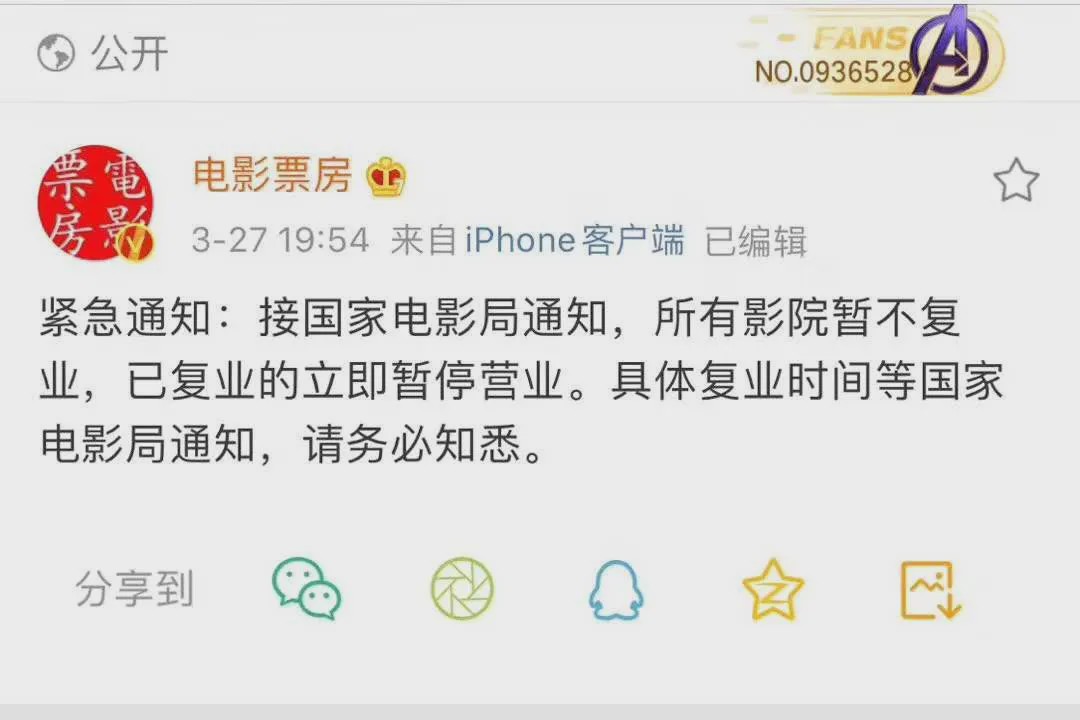 公开
FANS
NO.0936528
票電
房影
电影票房
3-27 19:54 来自iPhone客户端 已编辑
紧急通知：接国家电影局通知，所有影院暂不复
业，已复业的立即暂停营业。具体复业时间等国家
电影局通知，请务必知悉。
分享到